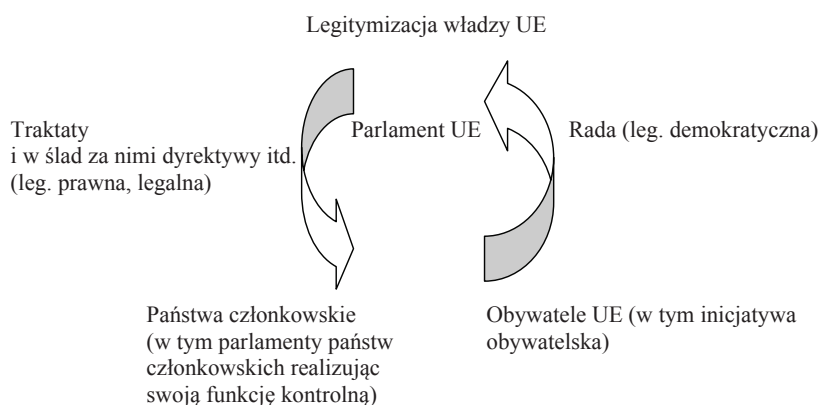 Legitymizacja władzy UE
Traktaty
i w ślad za nimi dyrektywy itd.
(leg. prawna, legalna)
Parlament UE
Rada (leg. demokratyczna)
Państwa członkowskie
(w tym parlamenty państw
członkowskich realizując
swoją funkcję kontrolną)
Obywatele UE (w tym inicjatywa
obywatelska)